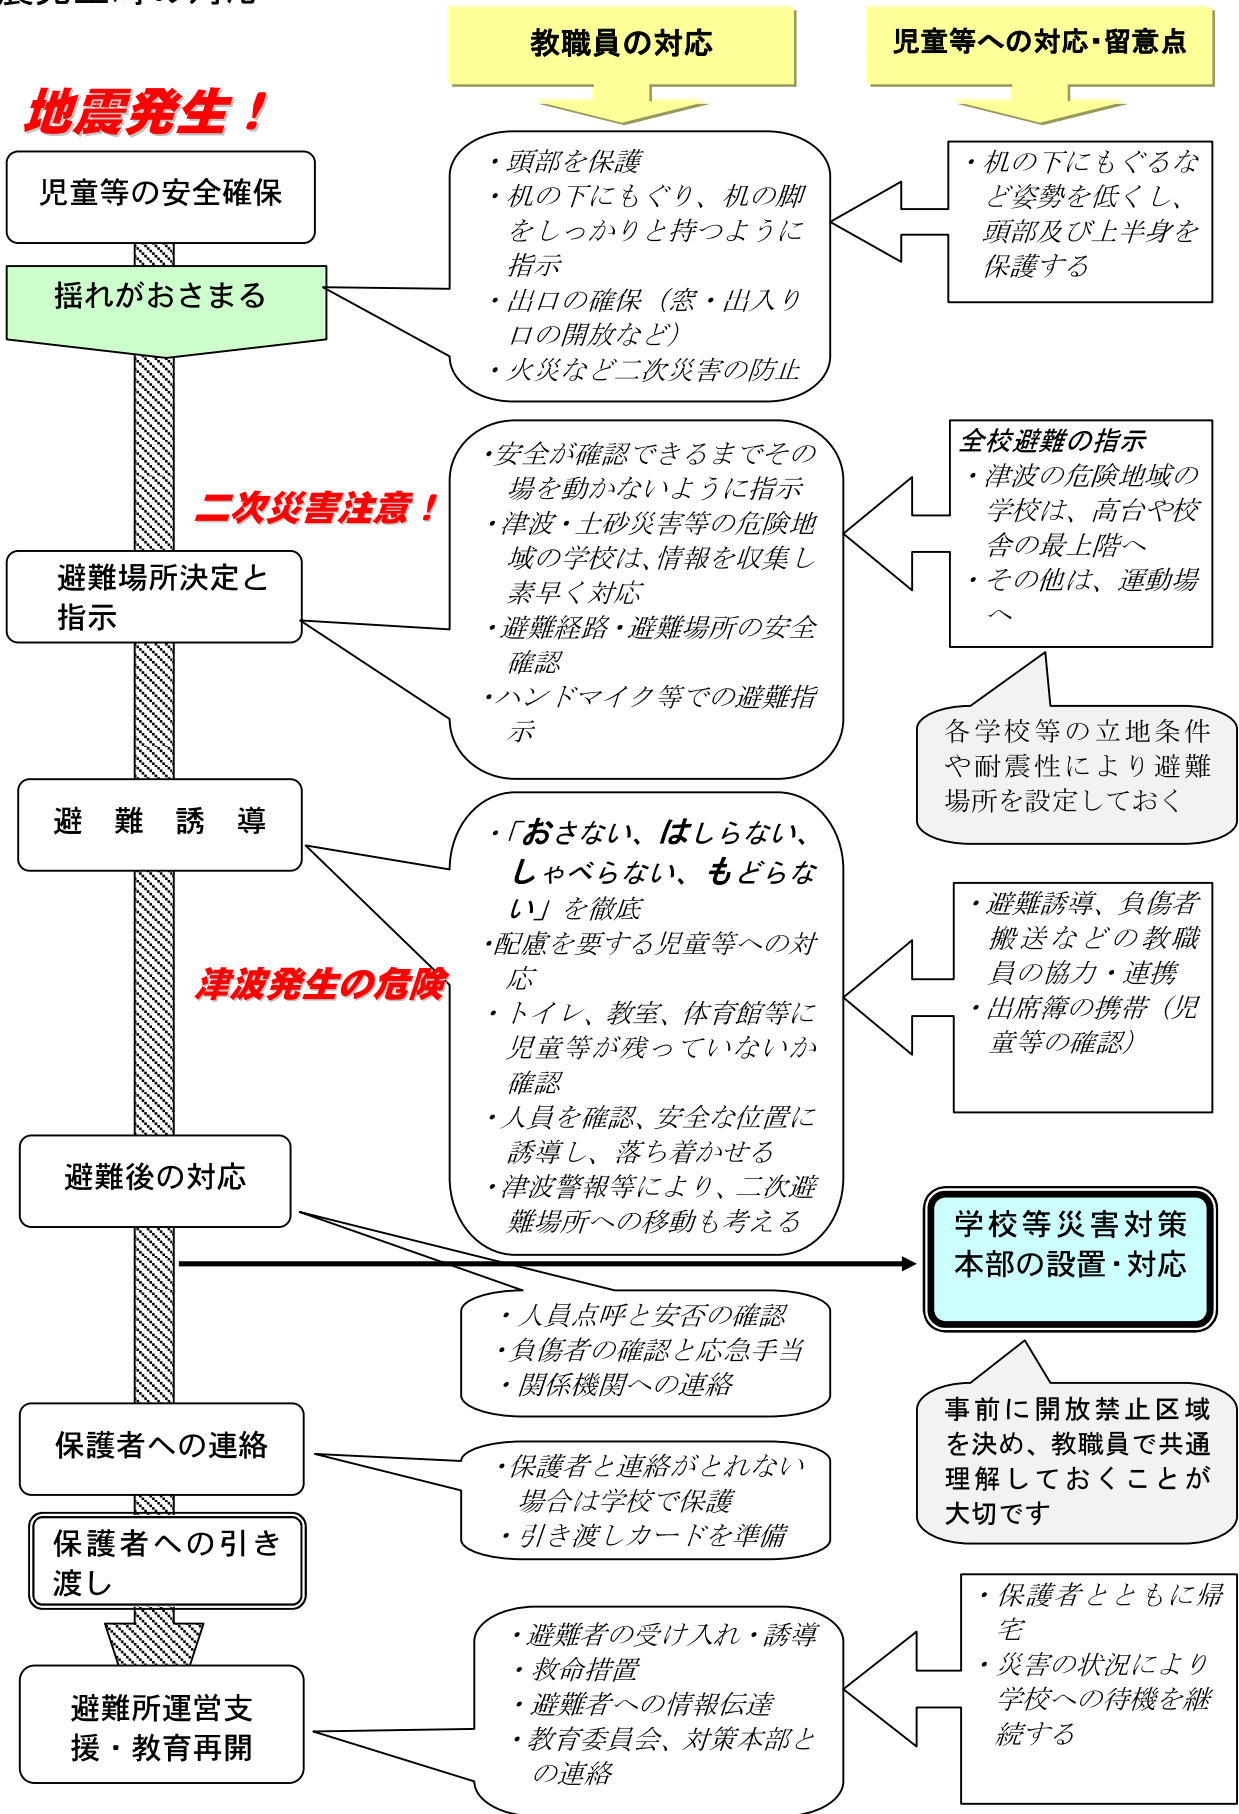 教職員の対応
児童等への対応・留意点
地震発生！
児童等の安全確保
揺れがおさまる
・頭部を保護
・机の下にもぐり、机の脚
をしっかりと持つように
指示
・出口の確保（窓・出入り
口の開放など）
・火災など二次災害の防止
・机の下にもぐるな
ど姿勢を低くし、
頭部及び上半身を
保護する
二次災害注意！
避難場所決定と
指示
・安全が確認できるまでその
場を動かないように指示
・津波・土砂災害等の危険地
域の学校は、情報を収集し
素早く対応
・避難経路・避難場所の安全
確認
・ハンドマイク等での避難指
示
全校避難の指示
・津波の危険地域の
学校は、高台や校
舎の最上階へ
・その他は、運動場
へ
各学校等の立地条件
や耐震性により避難
場所を設定しておく
避　難　誘　導
・「おさない、はしらない、
しゃべらない、もどらな
い」を徹底
・配慮を要する児童等への対
応
・トイレ、教室、体育館等に
児童等が残っていないか
確認
・人員を確認、安全な位置に
誘導し、落ち着かせる
・津波警報等により、二次避
難場所への移動も考える
・避難誘導、負傷者
搬送などの教職
員の協力・連携
・出席簿の携帯（児
童等の確認）
津波発生の危険
避難後の対応
学校等災害対策
本部の設置・対応
・人員点呼と安否の確認
・負傷者の確認と応急手当
・関係機関への連絡
事前に開放禁止区域
を決め、教職員で共通
理解しておくことが
大切です
保護者への連絡
・保護者と連絡がとれない
場合は学校で保護
・引き渡しカードを準備
保護者への引き
渡し
避難所運営支
援・教育再開
・避難者の受け入れ・誘導
・救命措置
・避難者への情報伝達
・教育委員会、対策本部と
の連絡
・保護者とともに帰
宅
・災害の状況により
学校への待機を継
続する